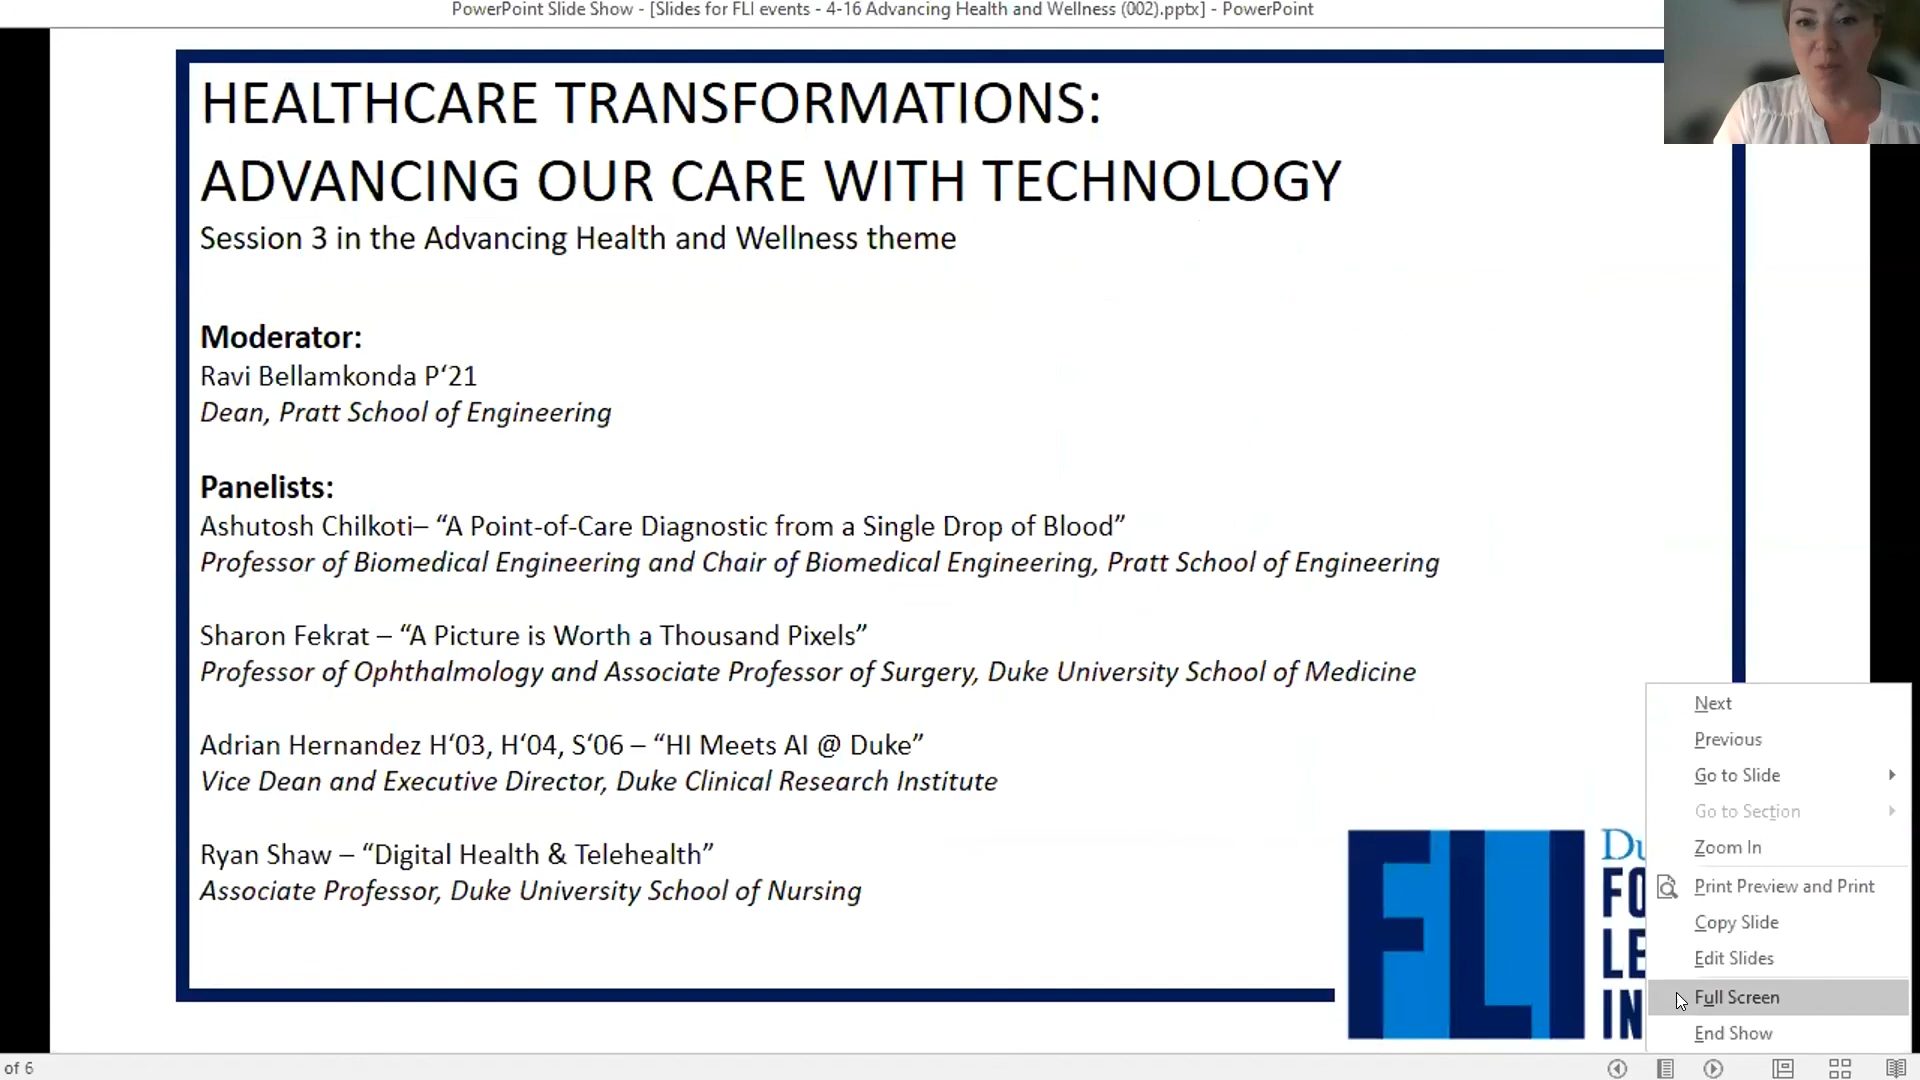 PowerPoint Slide Show - [Slides for FLI events - 4-16 Advancing Health and Wellness (002).pptx] - PowerPoint
HEALTHCARE TRANSFORMATIONS:
ADVANCING OUR CARE WITH TECHNOLOGY
Session 3 in the Advancing Health and Wellness theme
Moderator:
Ravi Bellamkonda P‘21
Dean, Pratt School of Engineering
Panelists:
Ashutosh Chilkoti– “A Point-of-Care Diagnostic from a Single Drop of Blood”
Professor of Biomedical Engineering and Chair of Biomedical Engineering, Pratt School of Engineering
Sharon Fekrat – “A Picture is Worth a Thousand Pixels”
Professor of Ophthalmology and Associate Professor of Surgery, Duke University School of Medicine
Adrian Hernandez H‘03, H‘04, S‘06 – “HI Meets AI @ Duke”
Vice Dean and Executive Director, Duke Clinical Research Institute
Ryan Shaw – “Digital Health & Telehealth”
Associate Professor, Duke University School of Nursing
FLI
Du
FO
LE
IN
Next
Previous
Go to Slide
Go to Section
Zoom In
Print Preview and Print
Copy Slide
Edit Slides
Full Screen
End Show
of 6